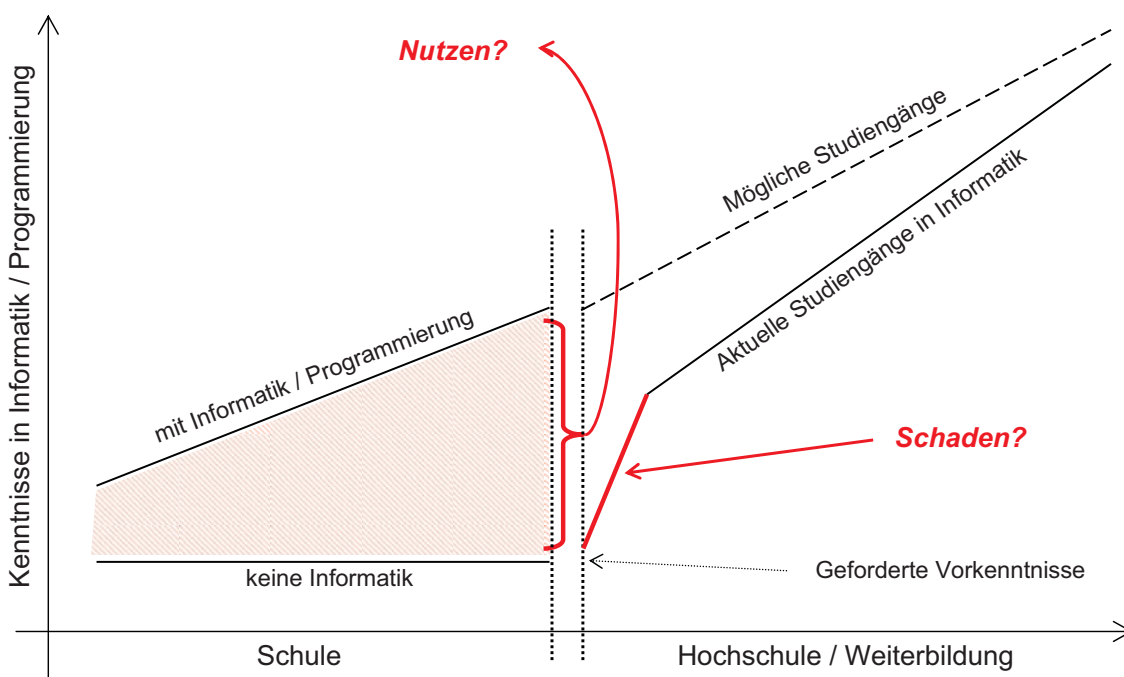 Nutzen?
Kenntnisse in Informatik / Programmierung
Mögliche Studiengänge
Aktuelle Studiengänge in Informatik
mit Informatik / Programmierung
Schaden?
keine Informatik
Geforderte Vorkenntnisse
Schule
Hochschule / Weiterbildung